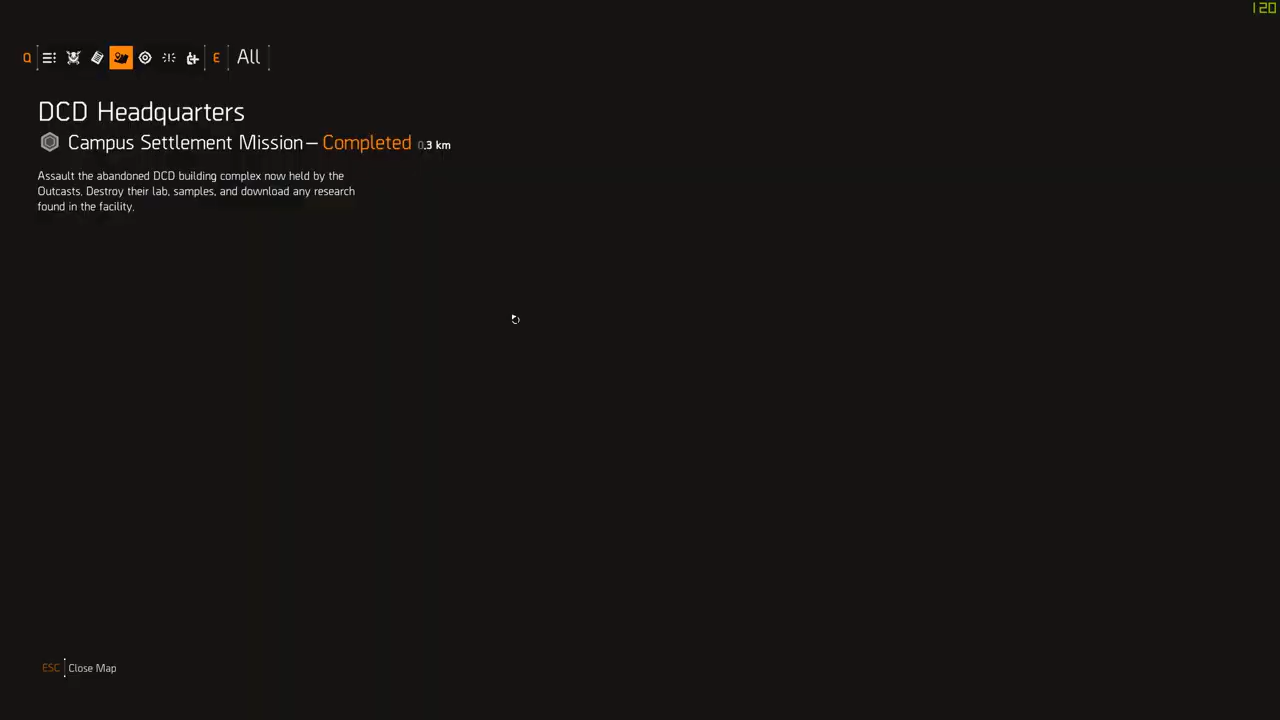 120
Q E All
DCD Headquarters
Campus Settlement Mission — Completed 0.3 km
Assault the abandoned DCD building complex now held by the
Outcasts. Destroy their lab, samples, and download any research
found in the facility.
ESC Close Map